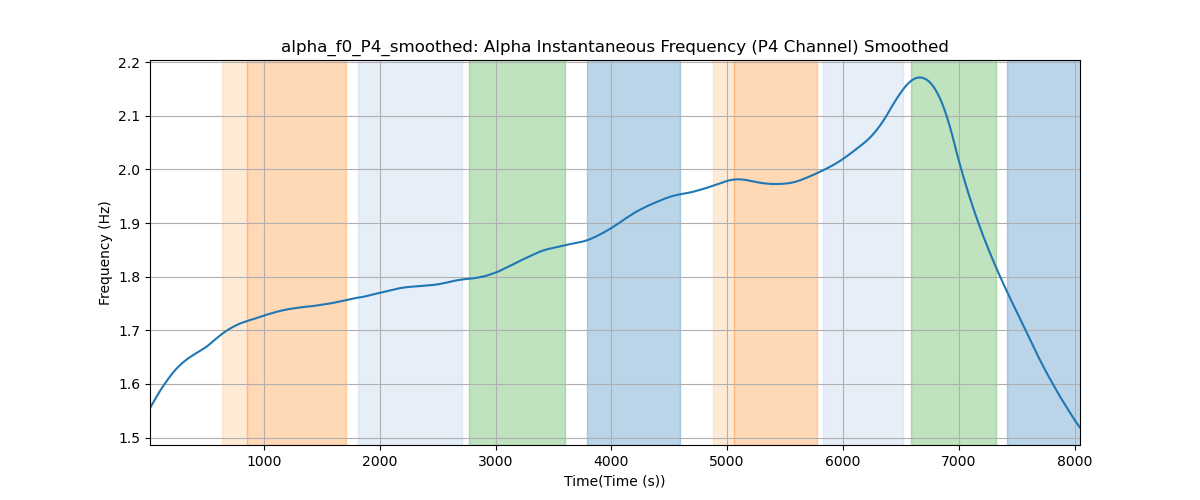 alpha_f0_P4_smoothed: Alpha Instantaneous Frequency (P4 Channel) Smoothed
Frequency (Hz)
2.2
2.1
2.0
1.9
1.8
1.7
1.6
1.5
1000 2000 3000 4000 5000 6000 7000 8000
Time(Time (s))